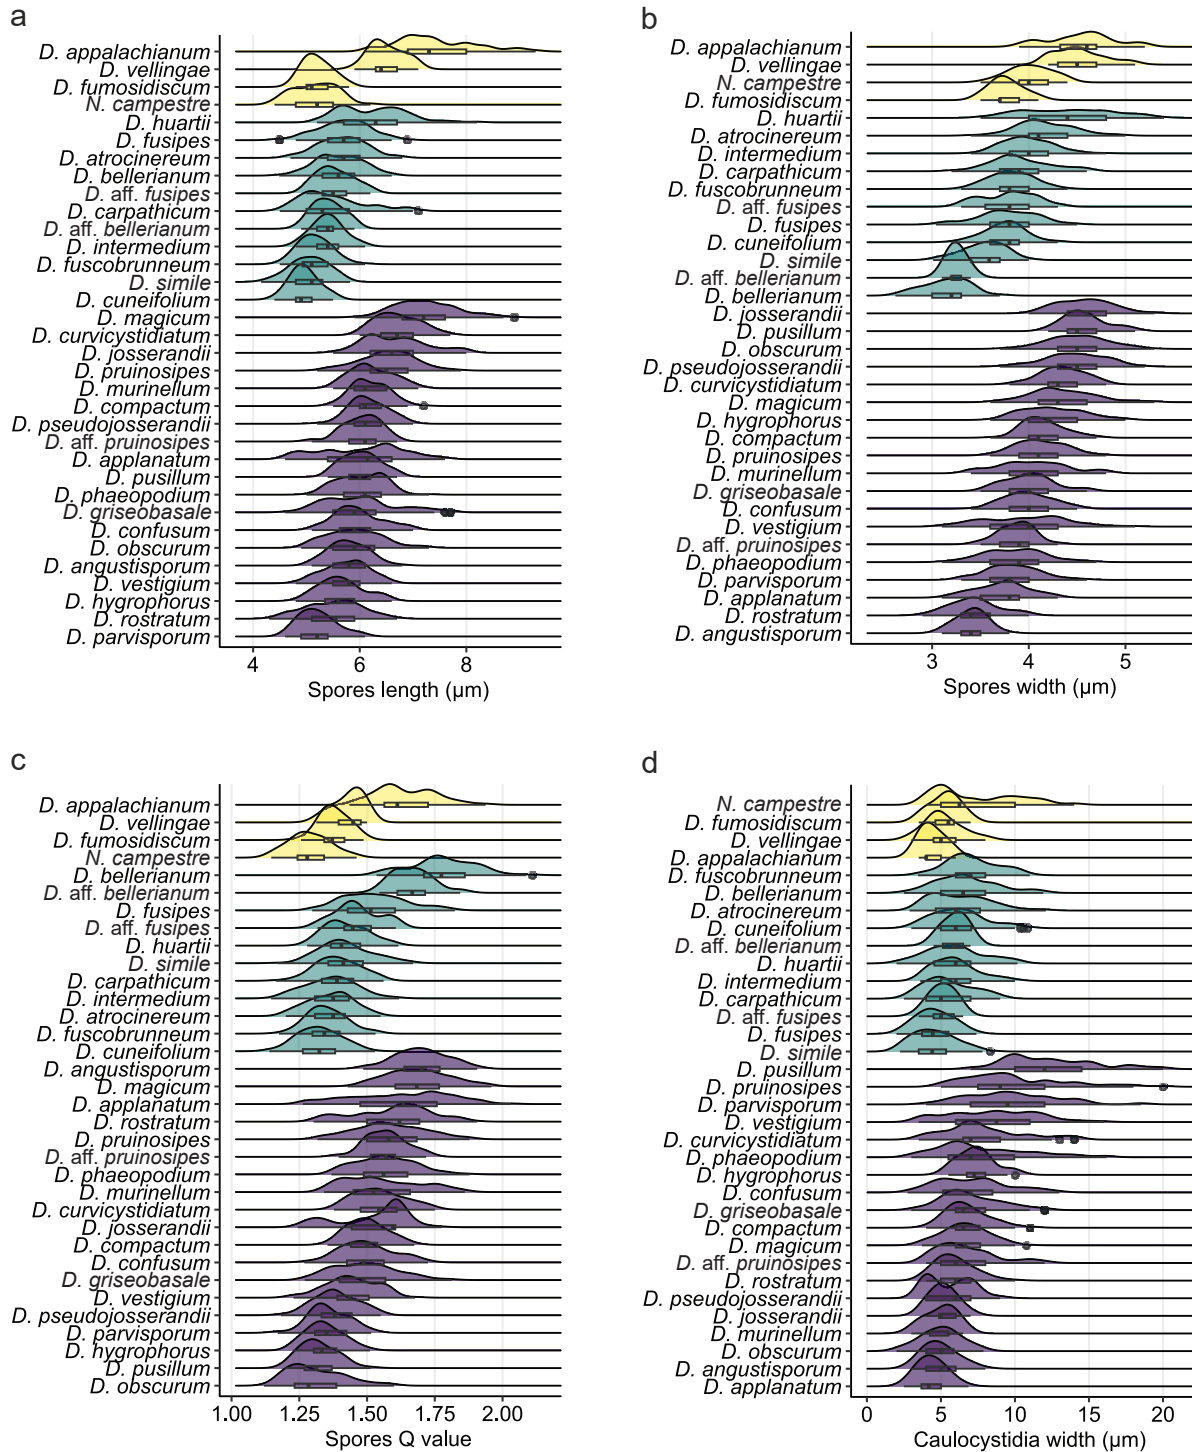 a
D. appalachianum
D. vellingae
D. fumosidiscum
N. campestre
D. huartii
D. fusipes
D. atrocinereum
D. bellerianum
D. aff. fusipes
D. carpathicum
D. aff. bellerianum
D. intermedium
D. fuscobrunneum
D. simile
D. cuneifolium
D. magicum
D. curvicystidiatum
D. josserandii
D. pruinosipes
D. murinellum
D. compactum
D. pseudojosserandii
D. aff. pruinosipes
D. applanatum
D. pusillum
D. phaeopodium
D. griseobasale
D. confusum
D. obscurum
D. angustisporum
D. vestigium
D. hygrophorus
D. rostratum
D. parvisporum
4 6 8
Spores length (µm)
b
D. appalachianum
D. vellingae
N. campestre
D. fumosidiscum
D. huartii
D. atrocinereum
D. intermedium
D. carpathicum
D. fuscobrunneum
D. aff. fusipes
D. fusipes
D. cuneifolium
D. simile
D. aff. bellerianum
D. bellerianum
D. josserandii
D. pusillum
D. obscurum
D. pseudojosserandii
D. curvicystidiatum
D. magicum
D. hygrophorus
D. compactum
D. pruinosipes
D. murinellum
D. griseobasale
D. confusum
D. vestigium
D. aff. pruinosipes
D. phaeopodium
D. parvisporum
D. applanatum
D. rostratum
D. angustisporum
3 4 5
Spores width (µm)
c
D. appalachianum
D. vellingae
D. fumosidiscum
N. campestre
D. bellerianum
D. aff. bellerianum
D. fusipes
D. aff. fusipes
D. huartii
D. simile
D. carpathicum
D. intermedium
D. atrocinereum
D. fuscobrunneum
D. cuneifolium
D. angustisporum
D. magicum
D. applanatum
D. rostratum
D. pruinosipes
D. aff. pruinosipes
D. phaeopodium
D. murinellum
D. curvicystidiatum
D. josserandii
D. compactum
D. confusum
D. griseobasale
D. vestigium
D. pseudojosserandii
D. parvisporum
D. hygrophorus
D. pusillum
D. obscurum
1.00 1.25 1.50 1.75 2.00
Spores Q value
d
N. campestre
D. fumosidiscum
D. vellingae
D. appalachianum
D. fuscobrunneum
D. bellerianum
D. atrocinereum
D. cuneifolium
D. aff. bellerianum
D. huartii
D. intermedium
D. carpathicum
D. aff. fusipes
D. fusipes
D. simile
D. pusillum
D. pruinosipes
D. parvisporum
D. vestigium
D. curvicystidiatum
D. phaeopodium
D. hygrophorus
D. confusum
D. griseobasale
D. compactum
D. magicum
D. aff. pruinosipes
D. rostratum
D. pseudojosserandii
D. josserandii
D. murinellum
D. obscurum
D. angustisporum
D. applanatum
0 5 10 15 20
Caulocystidia width (µm)